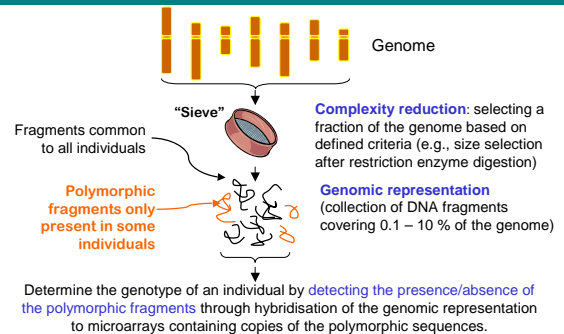 Genome
“Sieve”
Complexity reduction: selecting a
fraction of the genome based on
defined criteria (e.g., size selection
after restriction enzyme digestion)
Fragments common
to all individuals
Polymorphic
fragments only
present in some
individuals
Genomic representation
(collection of DNA fragments
covering 0.1 – 10 % of the genome)
Determine the genotype of an individual by detecting the presence/absence of
the polymorphic fragments through hybridisation of the genomic representation
to microarrays containing copies of the polymorphic sequences.